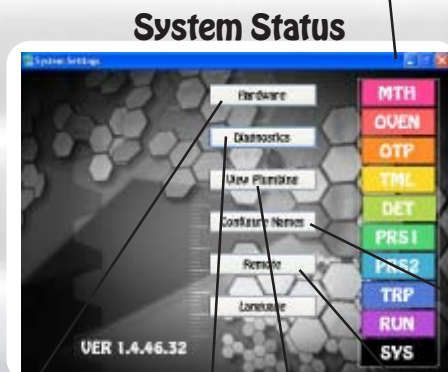 System Status
System Settings
Hardware
Diagnostics
View Plumbing
Configure Names
Remote
Language
VER 1.4.46.32
MTH
OVEN
OTP
TML
DET
PRS1
PRS2
TRP
RUN
SYS